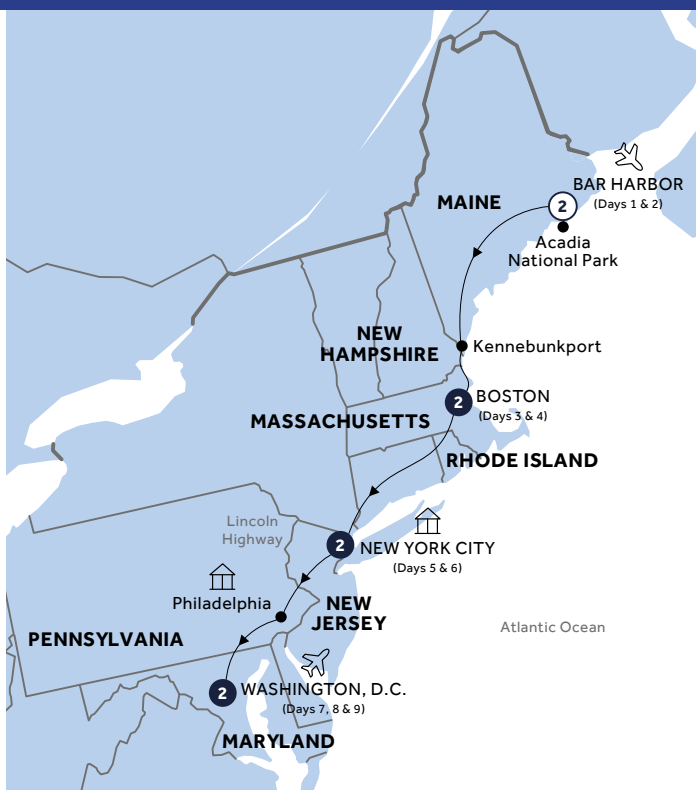 BAR HARBOR
(Days 1 & 2)
2
MAINE
Acadia
National Park
NEW
HAMPSHIRE
Kennebunkport
2
BOSTON
(Days 3 & 4)
MASSACHUSETTS
RHODE ISLAND
Lincoln
Highway
2
NEW YORK CITY
(Days 5 & 6)
Philadelphia
NEW
JERSEY
Atlantic Ocean
PENNSYLVANIA
2
WASHINGTON, D.C.
(Days 7, 8 & 9)
MARYLAND